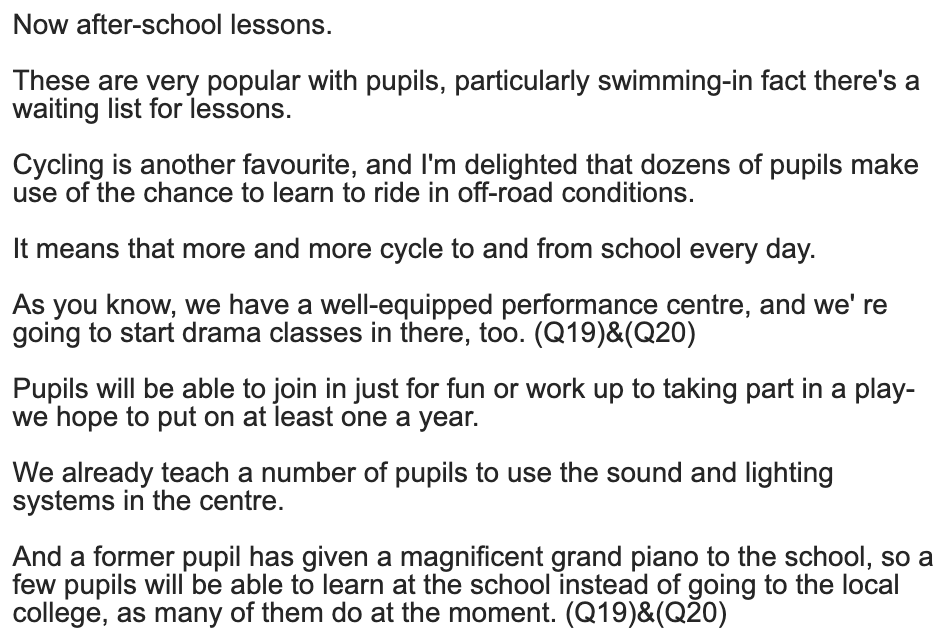 Now after-school lessons.
These are very popular with pupils, particularly swimming-in fact there's a
waiting list for lessons.
Cycling is another favourite, and I'm delighted that dozens of pupils make
use of the chance to learn to ride in off-road conditions.
It means that more and more cycle to and from school every day.
As you know, we have a well-equipped performance centre, and we' re
going to start drama classes in there, too. (Q19)&(Q20)
Pupils will be able to join in just for fun or work up to taking part in a play-
we hope to put on at least one a year.
We already teach a number of pupils to use the sound and lighting
systems in the centre.
And a former pupil has given a magnificent grand piano to the school, so a
few pupils will be able to learn at the school instead of going to the local
college, as many of them do at the moment. (Q19)&(Q20)